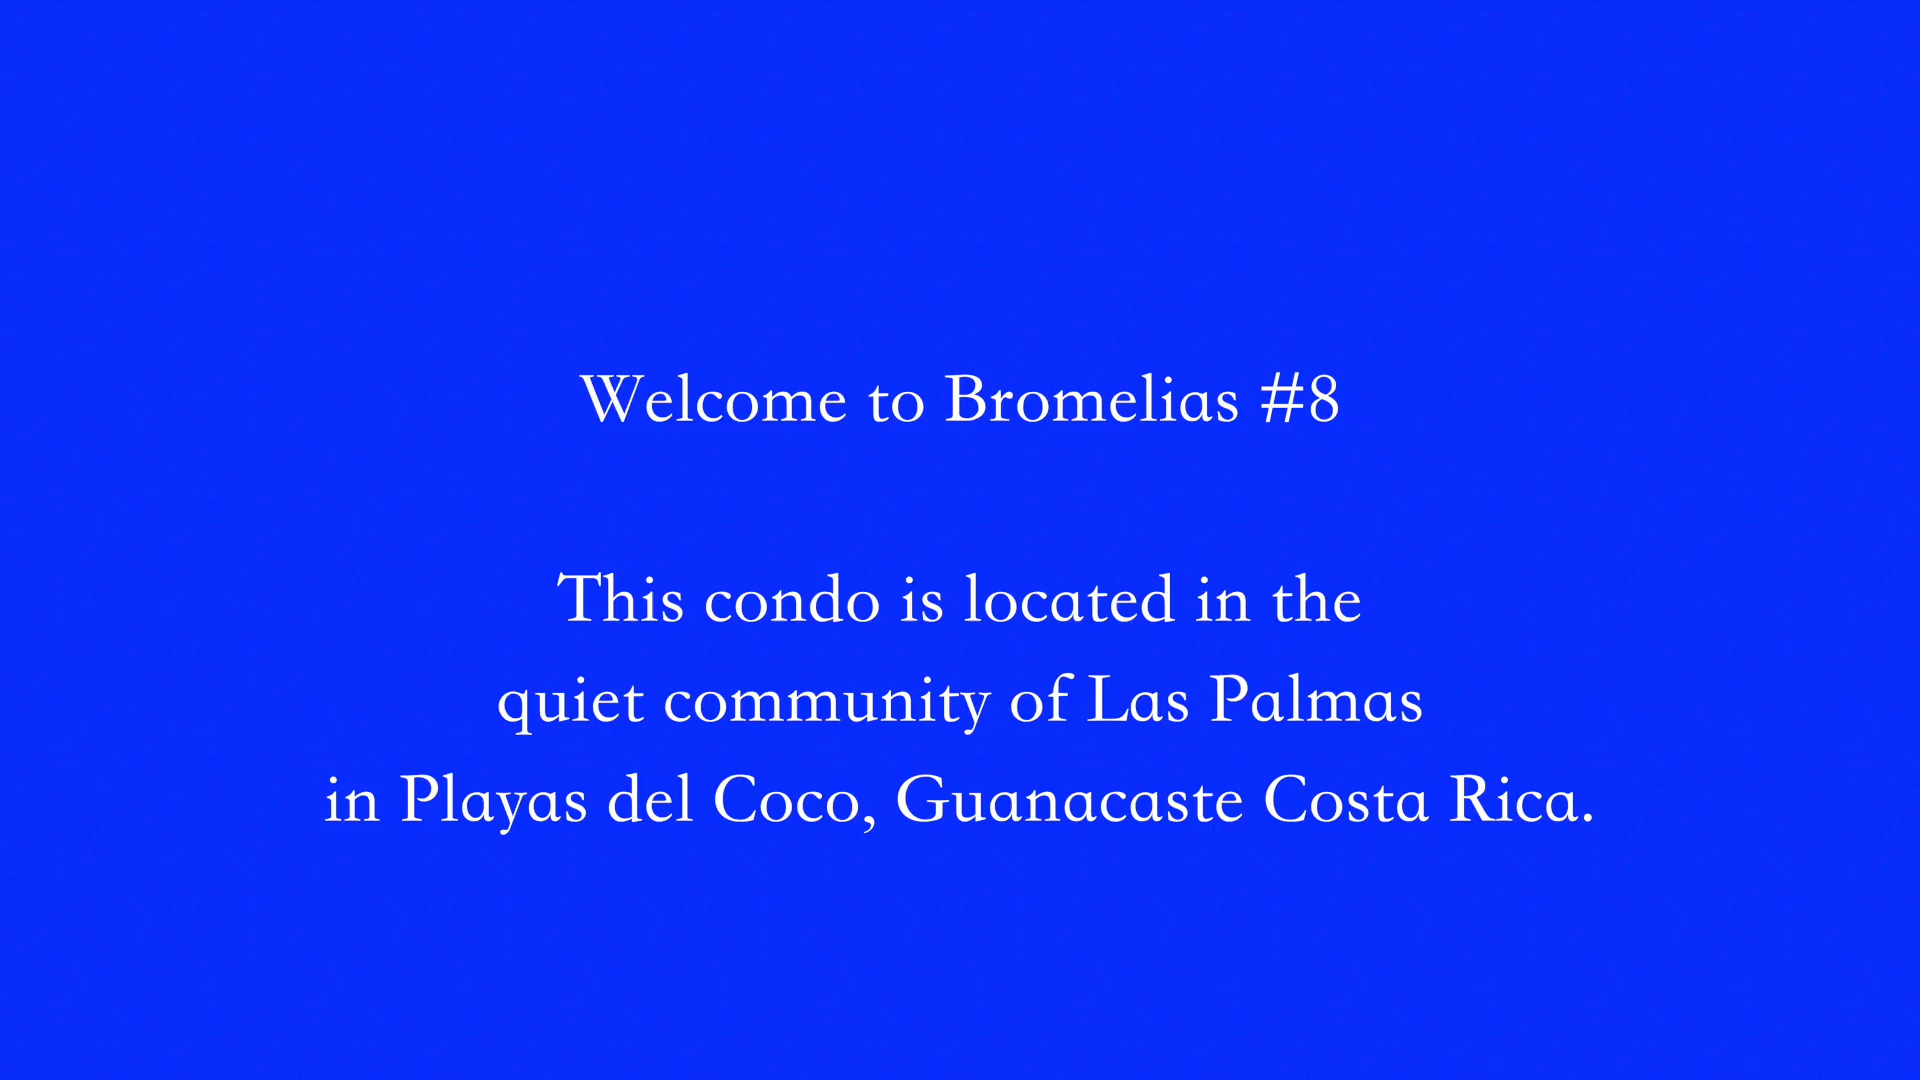 Welcome to Bromelias #8
This condo is located in the
quiet community of Las Palmas
in Playas del Coco, Guanacaste Costa Rica.